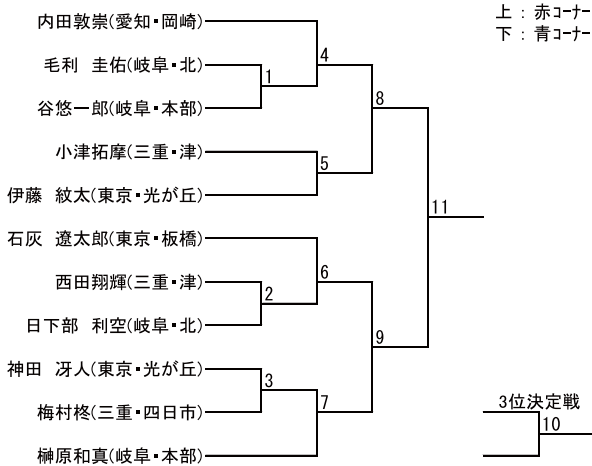 上：赤ｺｰﾅｰ
下：青ｺｰﾅｰ
内田敦崇(愛知・岡崎)
毛利　圭佑(岐阜・北)
谷悠一郎(岐阜・本部)
小津拓摩(三重・津)
伊藤　紋太(東京・光が丘)
石灰　遼太郎(東京・板橋)
西田翔輝(三重・津)
日下部　利空(岐阜・北)
神田　冴人(東京・光が丘)
梅村柊(三重・四日市)
榊原和真(岐阜・本部)
1
2
3
4
5
6
7
8
9
11
3位決定戦
10